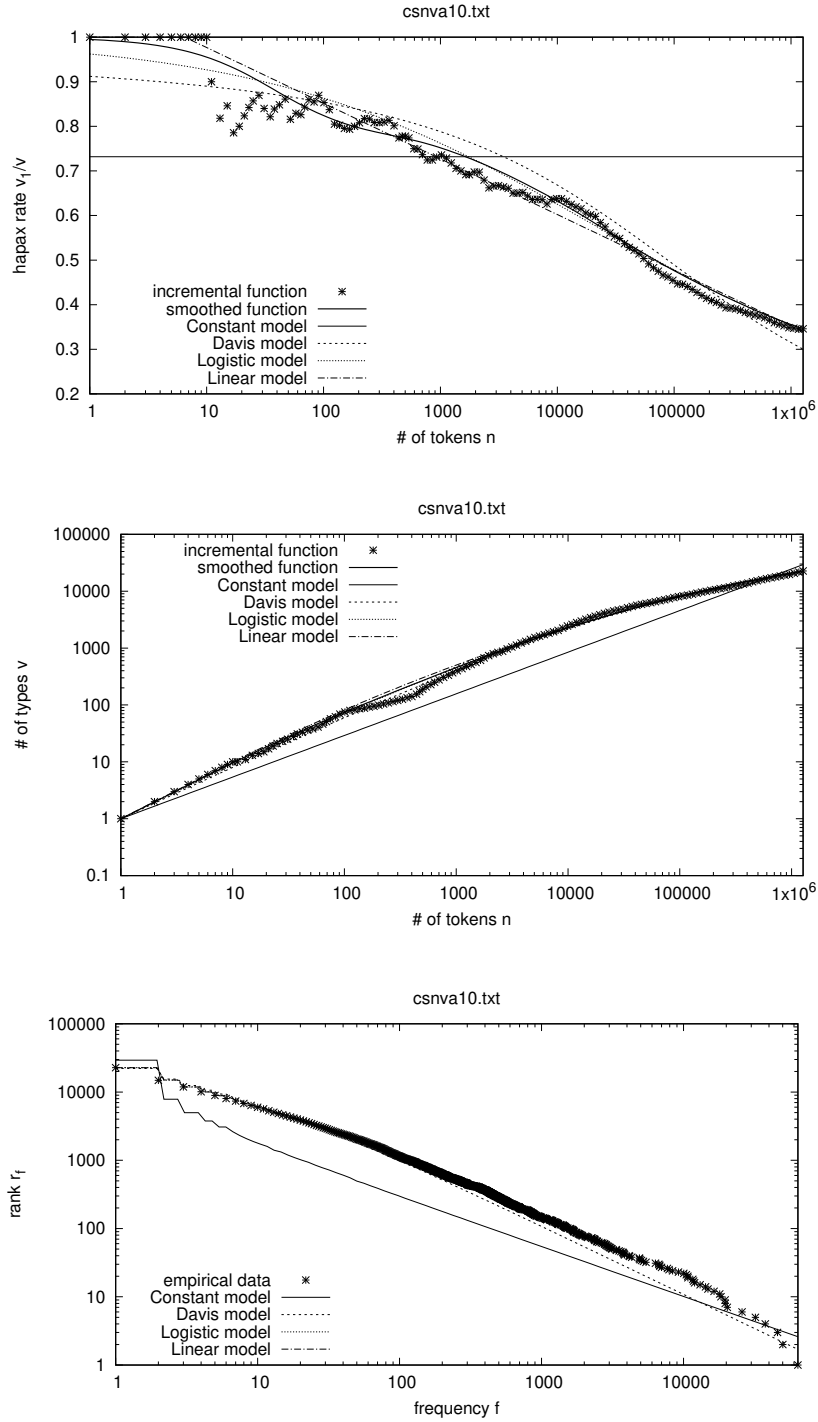 csnva10.txt
1
0.9
0.8
0.7
0.6
0.5
0.4
0.3
0.2
hapax rate v1/v
incremental function
smoothed function
Constant model
Davis model
Logistic model
Linear model
1 10 100 1000 10000 100000 1x10^6
# of tokens n
csnva10.txt
100000
10000
1000
100
10
1
0.1
# of types v
incremental function
smoothed function
Constant model
Davis model
Logistic model
Linear model
1 10 100 1000 10000 100000 1x10^6
# of tokens n
csnva10.txt
100000
10000
1000
100
10
1
rank rf
empirical data
Constant model
Davis model
Logistic model
Linear model
1 10 100 1000 10000
frequency f